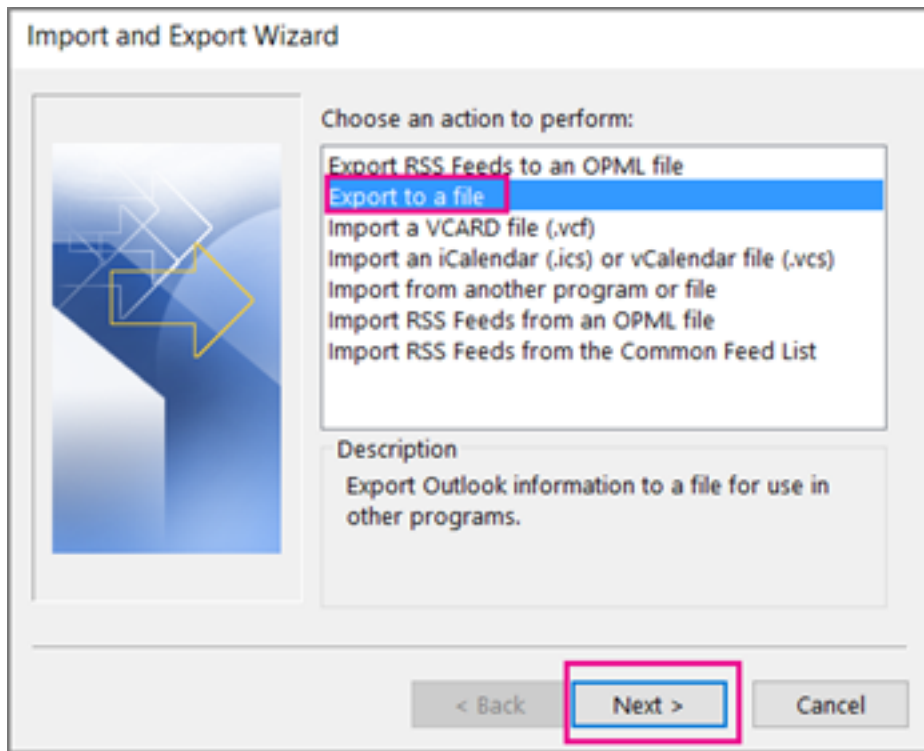 Import and Export Wizard
Choose an action to perform:
Export RSS Feeds to an OPML file
Export to a file
Import a VCARD file (.vcf)
Import an iCalendar (.ics) or vCalendar file (.vcs)
Import from another program or file
Import RSS Feeds from an OPML file
Import RSS Feeds from the Common Feed List
Description
Export Outlook information to a file for use in
other programs.
< Back Next > Cancel